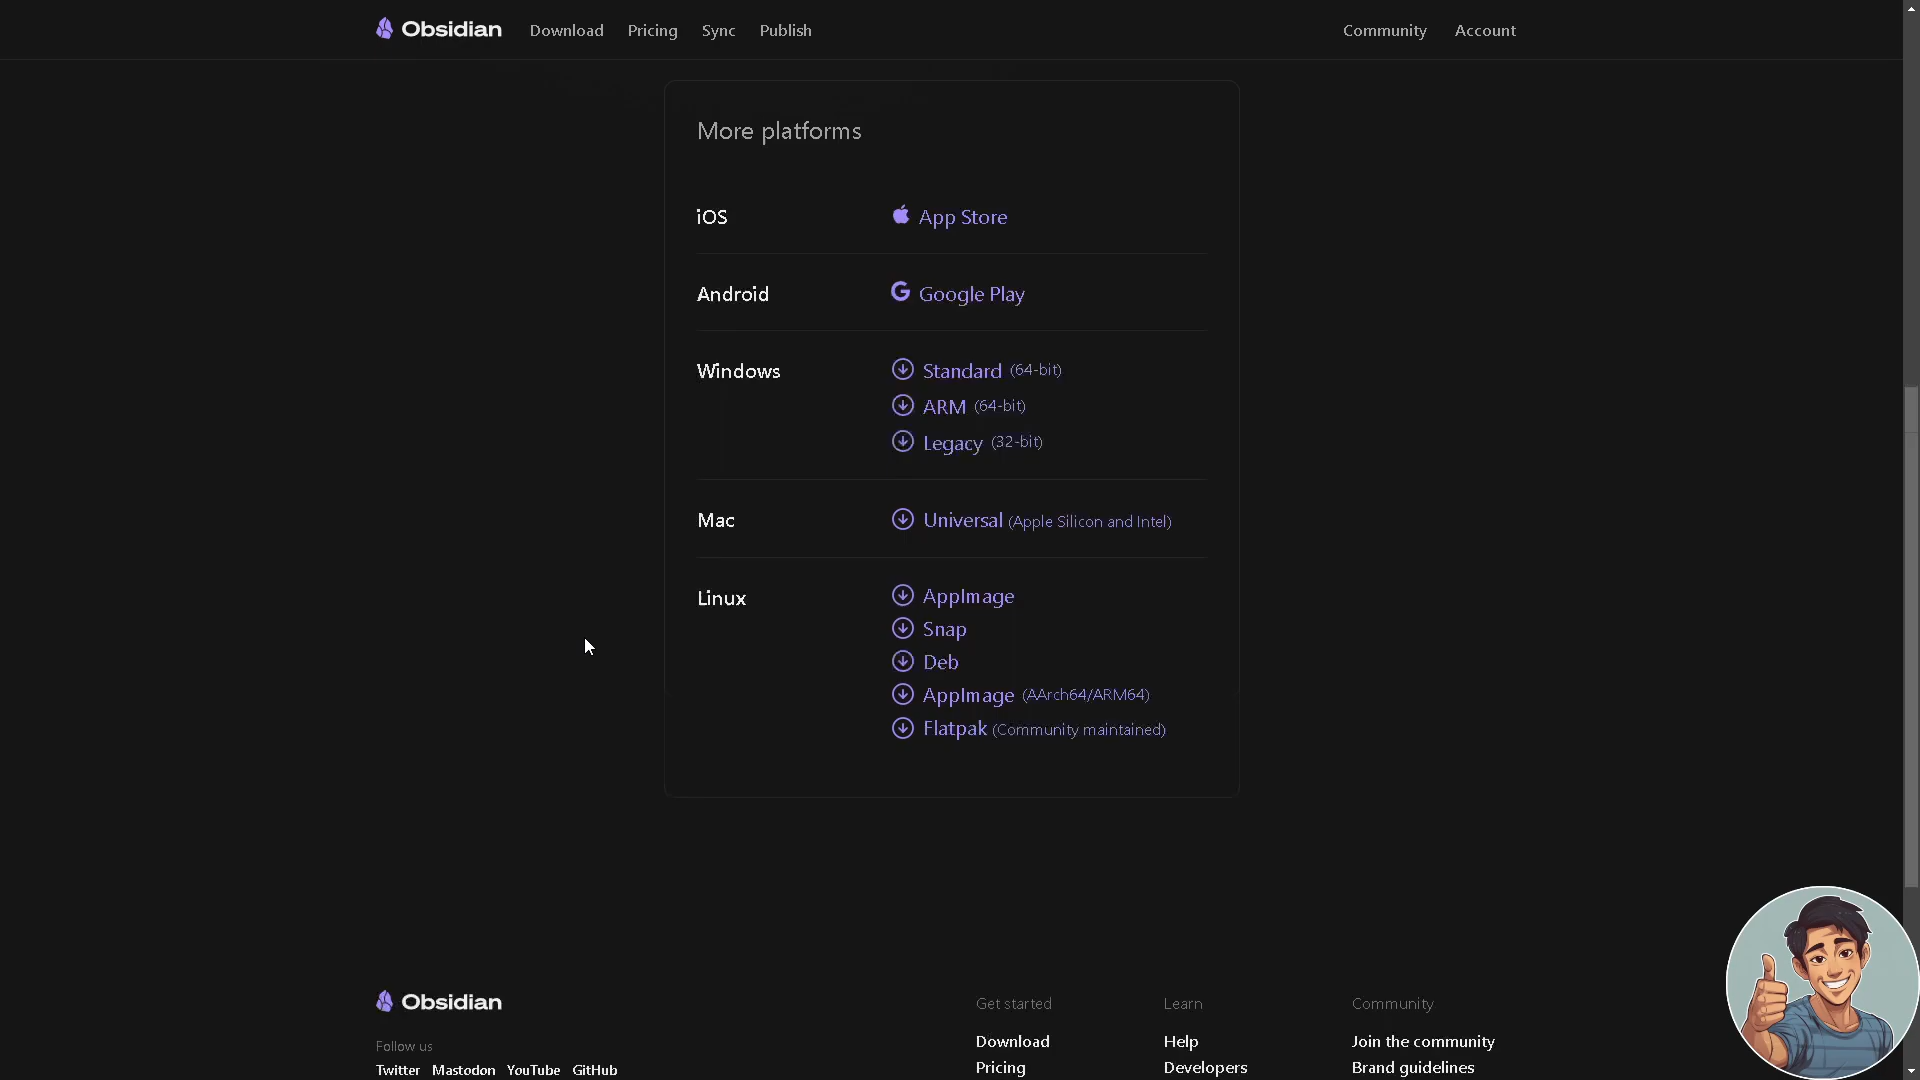 Obsidian Download Pricing Sync Publish Community Account
More platforms
iOS App Store
Android Google Play
Windows Standard (64-bit)
ARM (64-bit)
Legacy (32-bit)
Mac Universal (Apple Silicon and Intel)
Linux AppImage
Snap
Deb
AppImage (AArch64/ARM64)
Flatpak (Community maintained)
Obsidian Get started Learn Community
Follow us Download Help Join the community
Twitter Mastodon YouTube GitHub Pricing Developers Brand guidelines